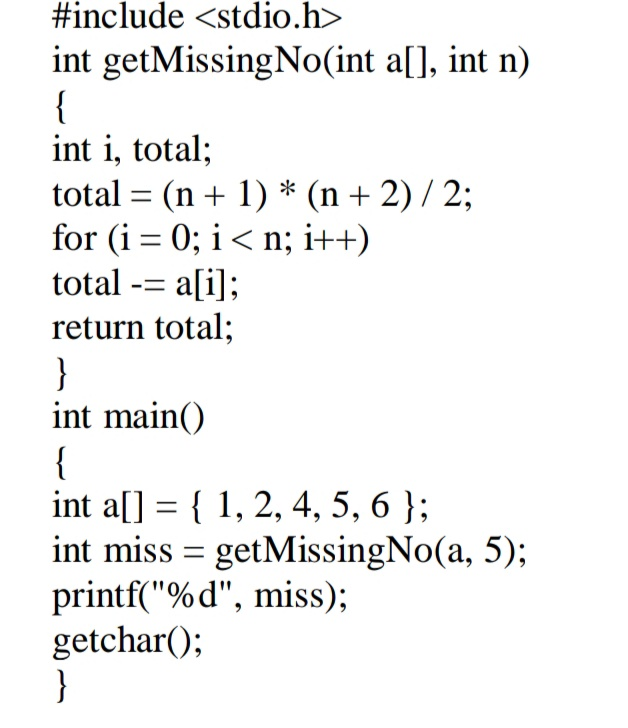 #include <stdio.h>
int getMissingNo(int a[], int n)
{
int i, total;
total = (n + 1) * (n + 2) / 2;
for (i = 0; i < n; i++)
total -= a[i];
return total;
}
int main()
{
int a[] = { 1, 2, 4, 5, 6 };
int miss = getMissingNo(a, 5);
printf("%d", miss);
getchar();
}